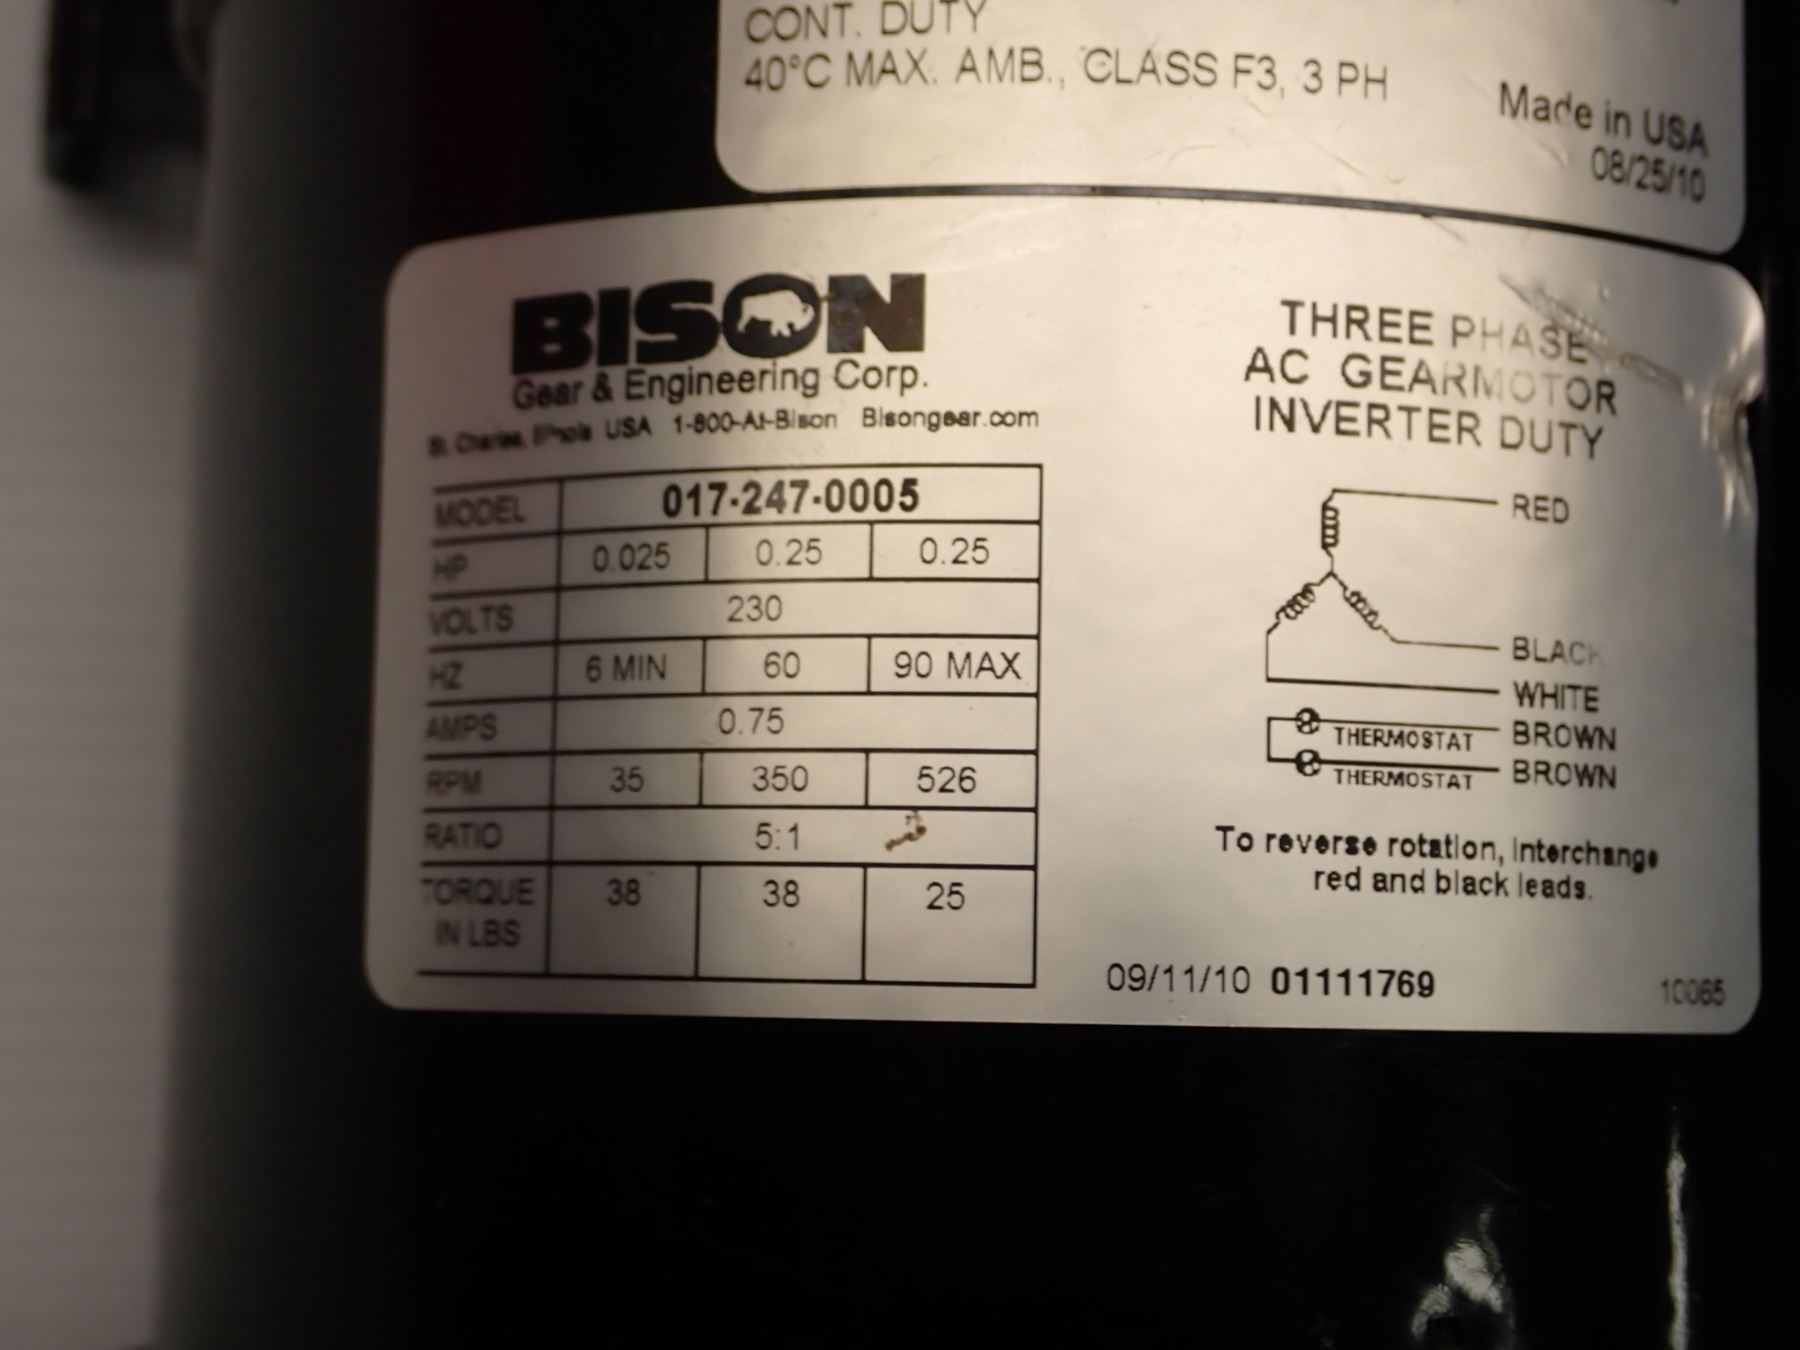 CONT. DUTY
40°C MAX. AMB., CLASS F3, 3 PH
Made in USA
08/25/10
BISON
Gear & Engineering Corp.
St. Charles, Illinois USA 1-800-At-Bison Bisongear.com
MODEL 017-247-0005
HP 0.025 0.25 0.25
VOLTS 230
HZ 6 MIN 60 90 MAX
AMPS 0.75
RPM 35 350 526
RATIO 5:1
TORQUE 38 38 25
IN LBS
THREE PHASE
AC GEARMOTOR
INVERTER DUTY
RED
BLACK
WHITE
THERMOSTAT BROWN
THERMOSTAT BROWN
To reverse rotation, interchange
red and black leads.
09/11/10 01111769
10065